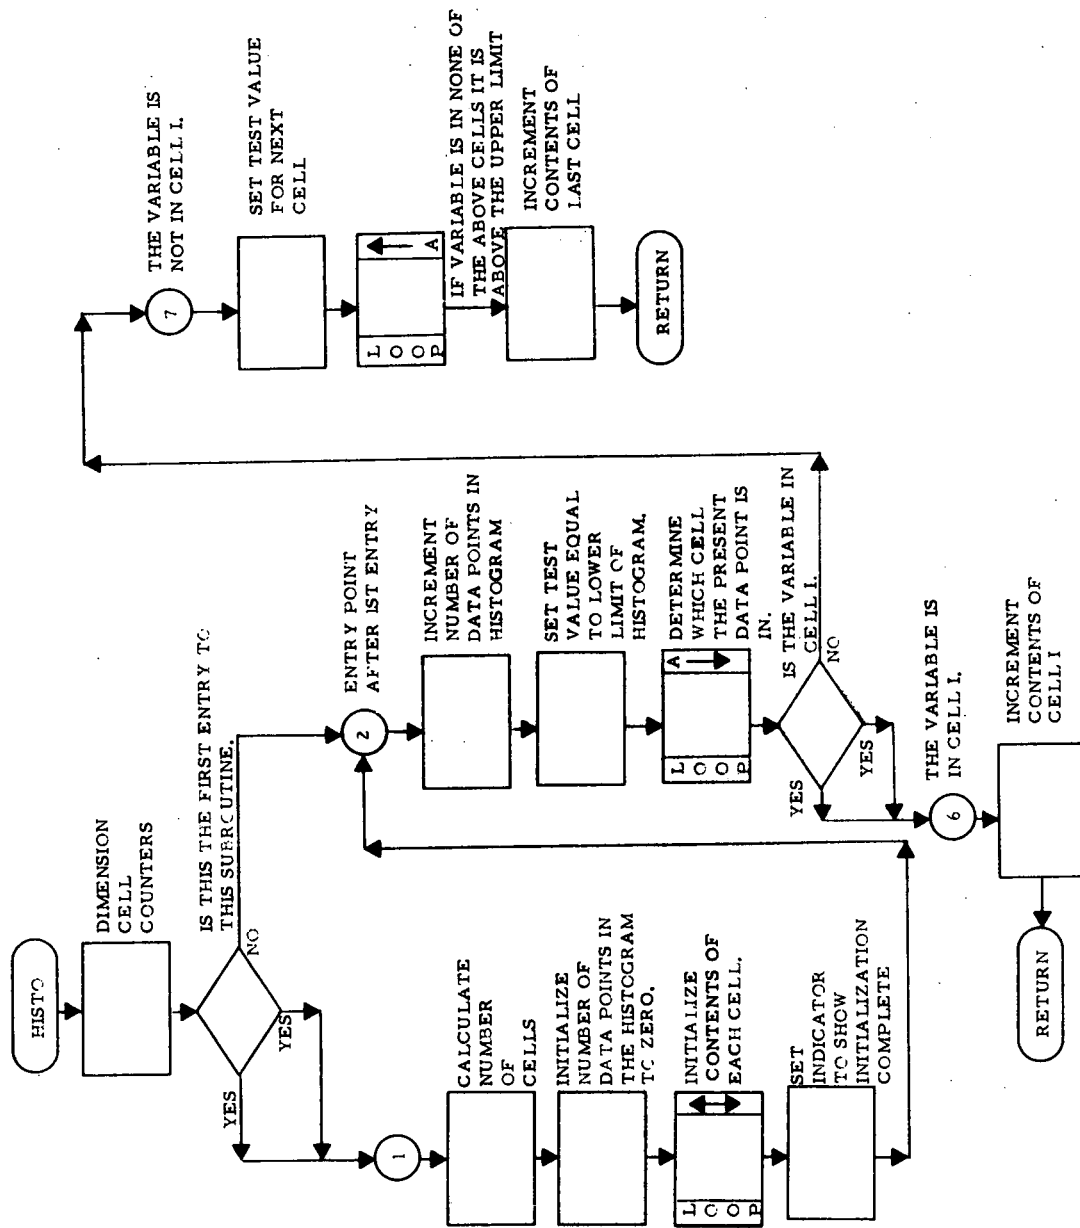 HISTO
DIMENSION
CELL
COUNTERS
IS THIS THE FIRST ENTRY TO
THIS SUBROUTINE.
YES
YES
NO
1
CALCULATE
NUMBER
OF
CELLS
INITIALIZE
NUMBER OF
DATA POINTS IN
THE HISTOGRAM
TO ZERO.
LOOP
INITIALIZE
CONTENTS OF
EACH CELL.
SET
INDICATOR
TO SHOW
INITIALIZATION
COMPLETE
2
ENTRY POINT
AFTER 1ST ENTRY
INCREMENT
NUMBER OF
DATA POINTS IN
HISTOGRAM
SET TEST
VALUE EQUAL
TO LOWER
LIMIT OF
HISTOGRAM.
LOOP
A
DETERMINE
WHICH CELL
THE PRESENT
DATA POINT IS
IN.
IS THE VARIABLE IN
CELL I.
YES
YES
NO
6
THE VARIABLE IS
IN CELL I.
INCREMENT
CONTENTS OF
CELL I
RETURN
7
THE VARIABLE IS
NOT IN CELL I.
SET TEST VALUE
FOR NEXT
CELL
LOOP
A
IF VARIABLE IS IN NONE OF
THE ABOVE CELLS IT IS
ABOVE THE UPPER LIMIT
INCREMENT
CONTENTS OF
LAST CELL
RETURN